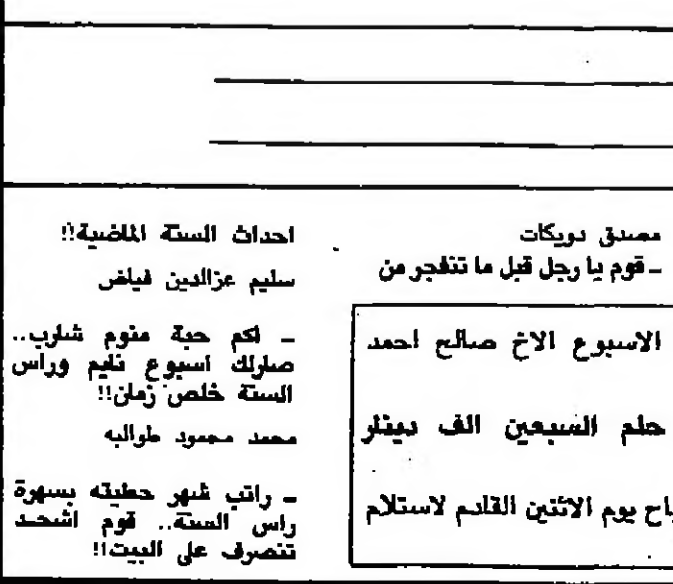 مصدق دويكات
ـ قوم يا رجل قبل ما تنفجر من
الاسبوع الاخ صالح احمد
حلم السبعين الف دينار
باح يوم الاثنين القادم لاستلام
احداث السنة الماضية!!
سليم عزالدين فياض
ـ لكم حبة منوم شارب..
صارلك اسبوع نايم وراس
السنة خلص زمان!!
محمد محمود طوالبه
ـ راتب شهر حطيته بسهرة
راس السنة.. قوم اشحد
تنصرف على البيت!!